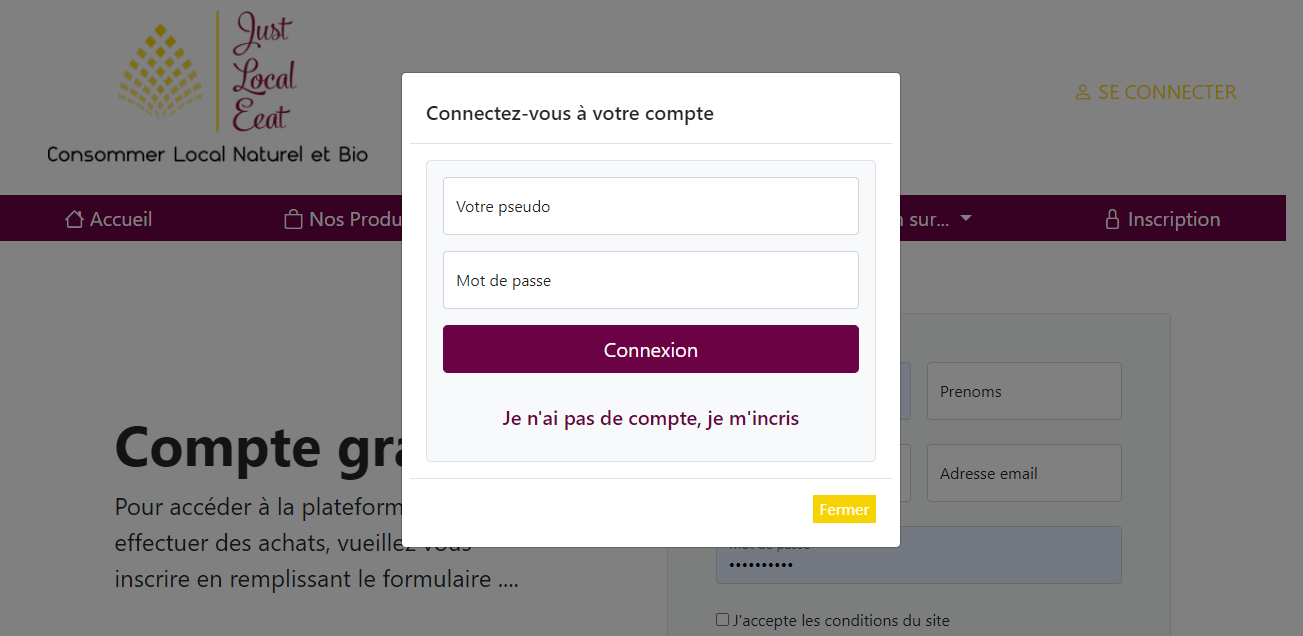 Just
Local
Eeat
Consommer Local Naturel et Bio
SE CONNECTER
Accueil
Nos Produ
sur...
Inscription
Connectez-vous à votre compte
Votre pseudo
Mot de passe
Connexion
Je n'ai pas de compte, je m'incris
Fermer
Compte gra
Pour accéder à la plateform
effectuer des achats, vueillez vous
inscrire en remplissant le formulaire ....
Prenoms
Adresse email
Mot de passe
••••••••••
J'accepte les conditions du site